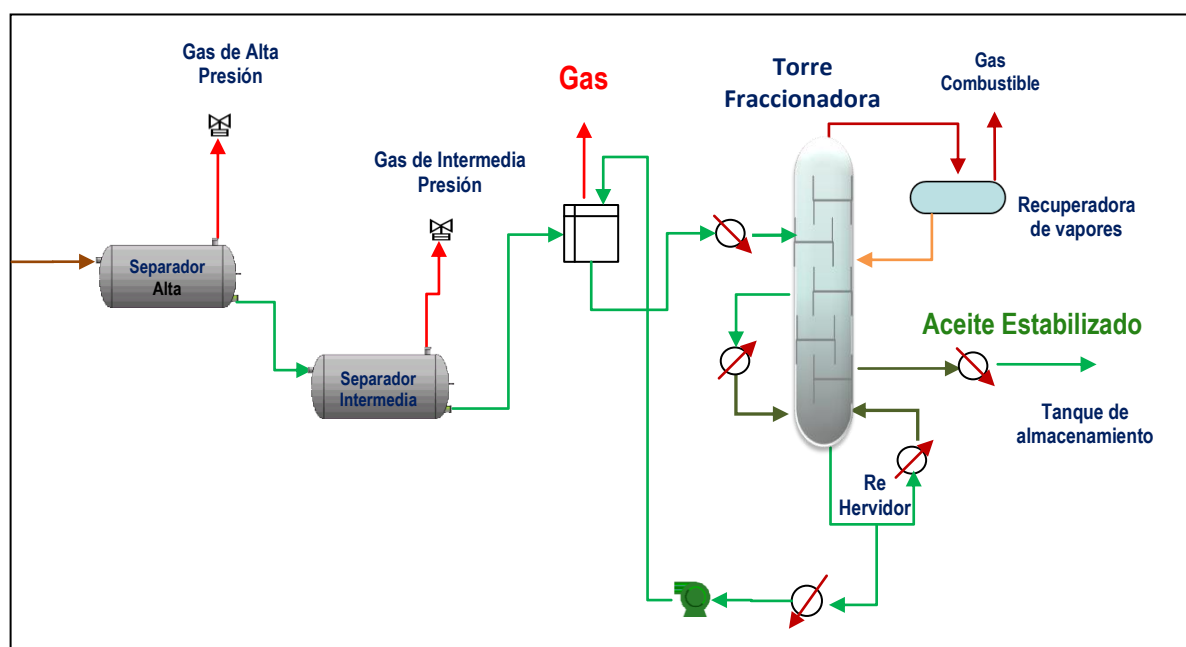 Gas de Alta
Presión
Gas de Intermedia
Presión
Gas
Torre
Fraccionadora
Gas
Combustible
Recuperadora
de vapores
Separador
Alta
Separador
Intermedia
Aceite Estabilizado
Tanque de
almacenamiento
Re
Hervidor